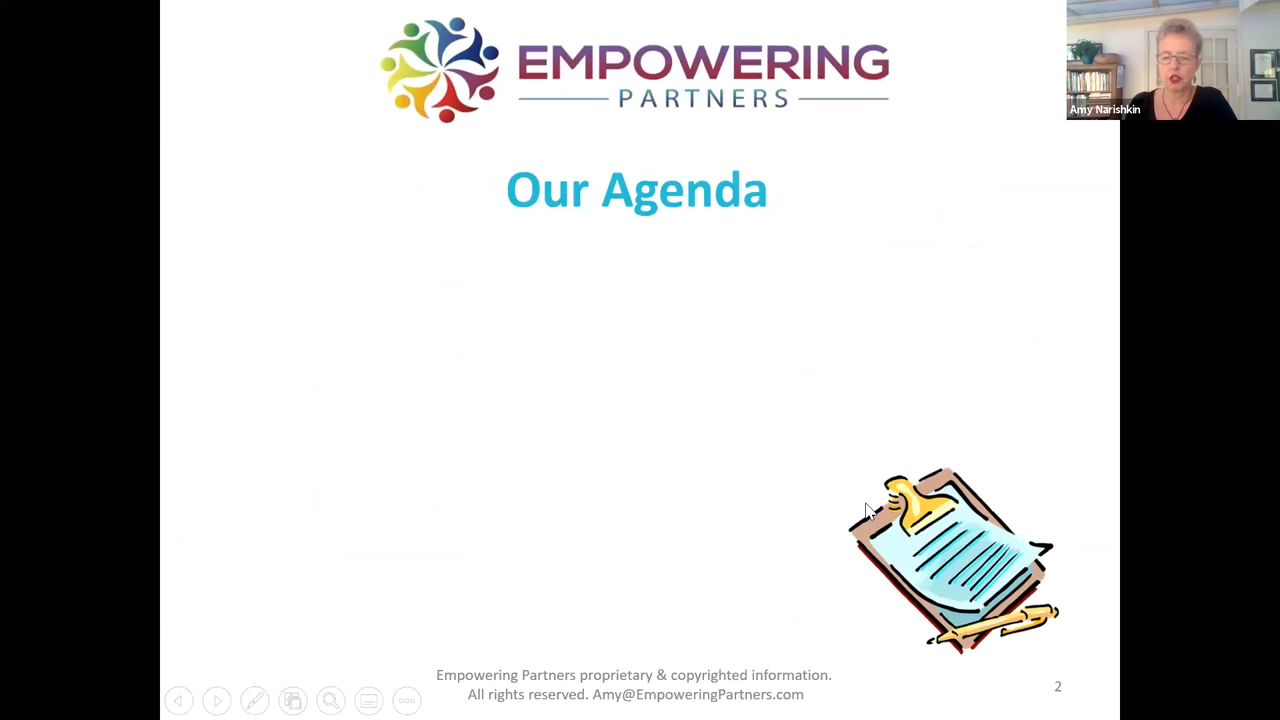 EMPOWERING
PARTNERS
Amy Narishkin
Our Agenda
Empowering Partners proprietary & copyrighted information.
All rights reserved. Amy@EmpoweringPartners.com
2